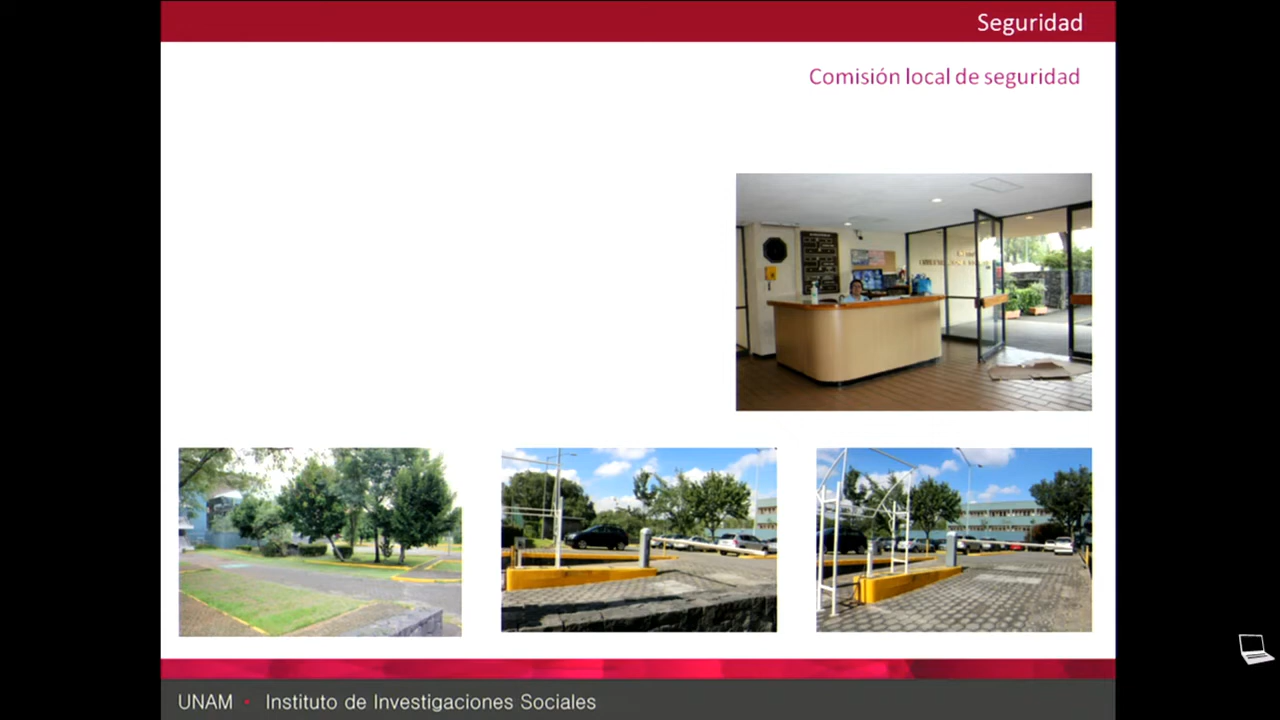 Seguridad
Comisión local de seguridad
UNAM • Instituto de Investigaciones Sociales